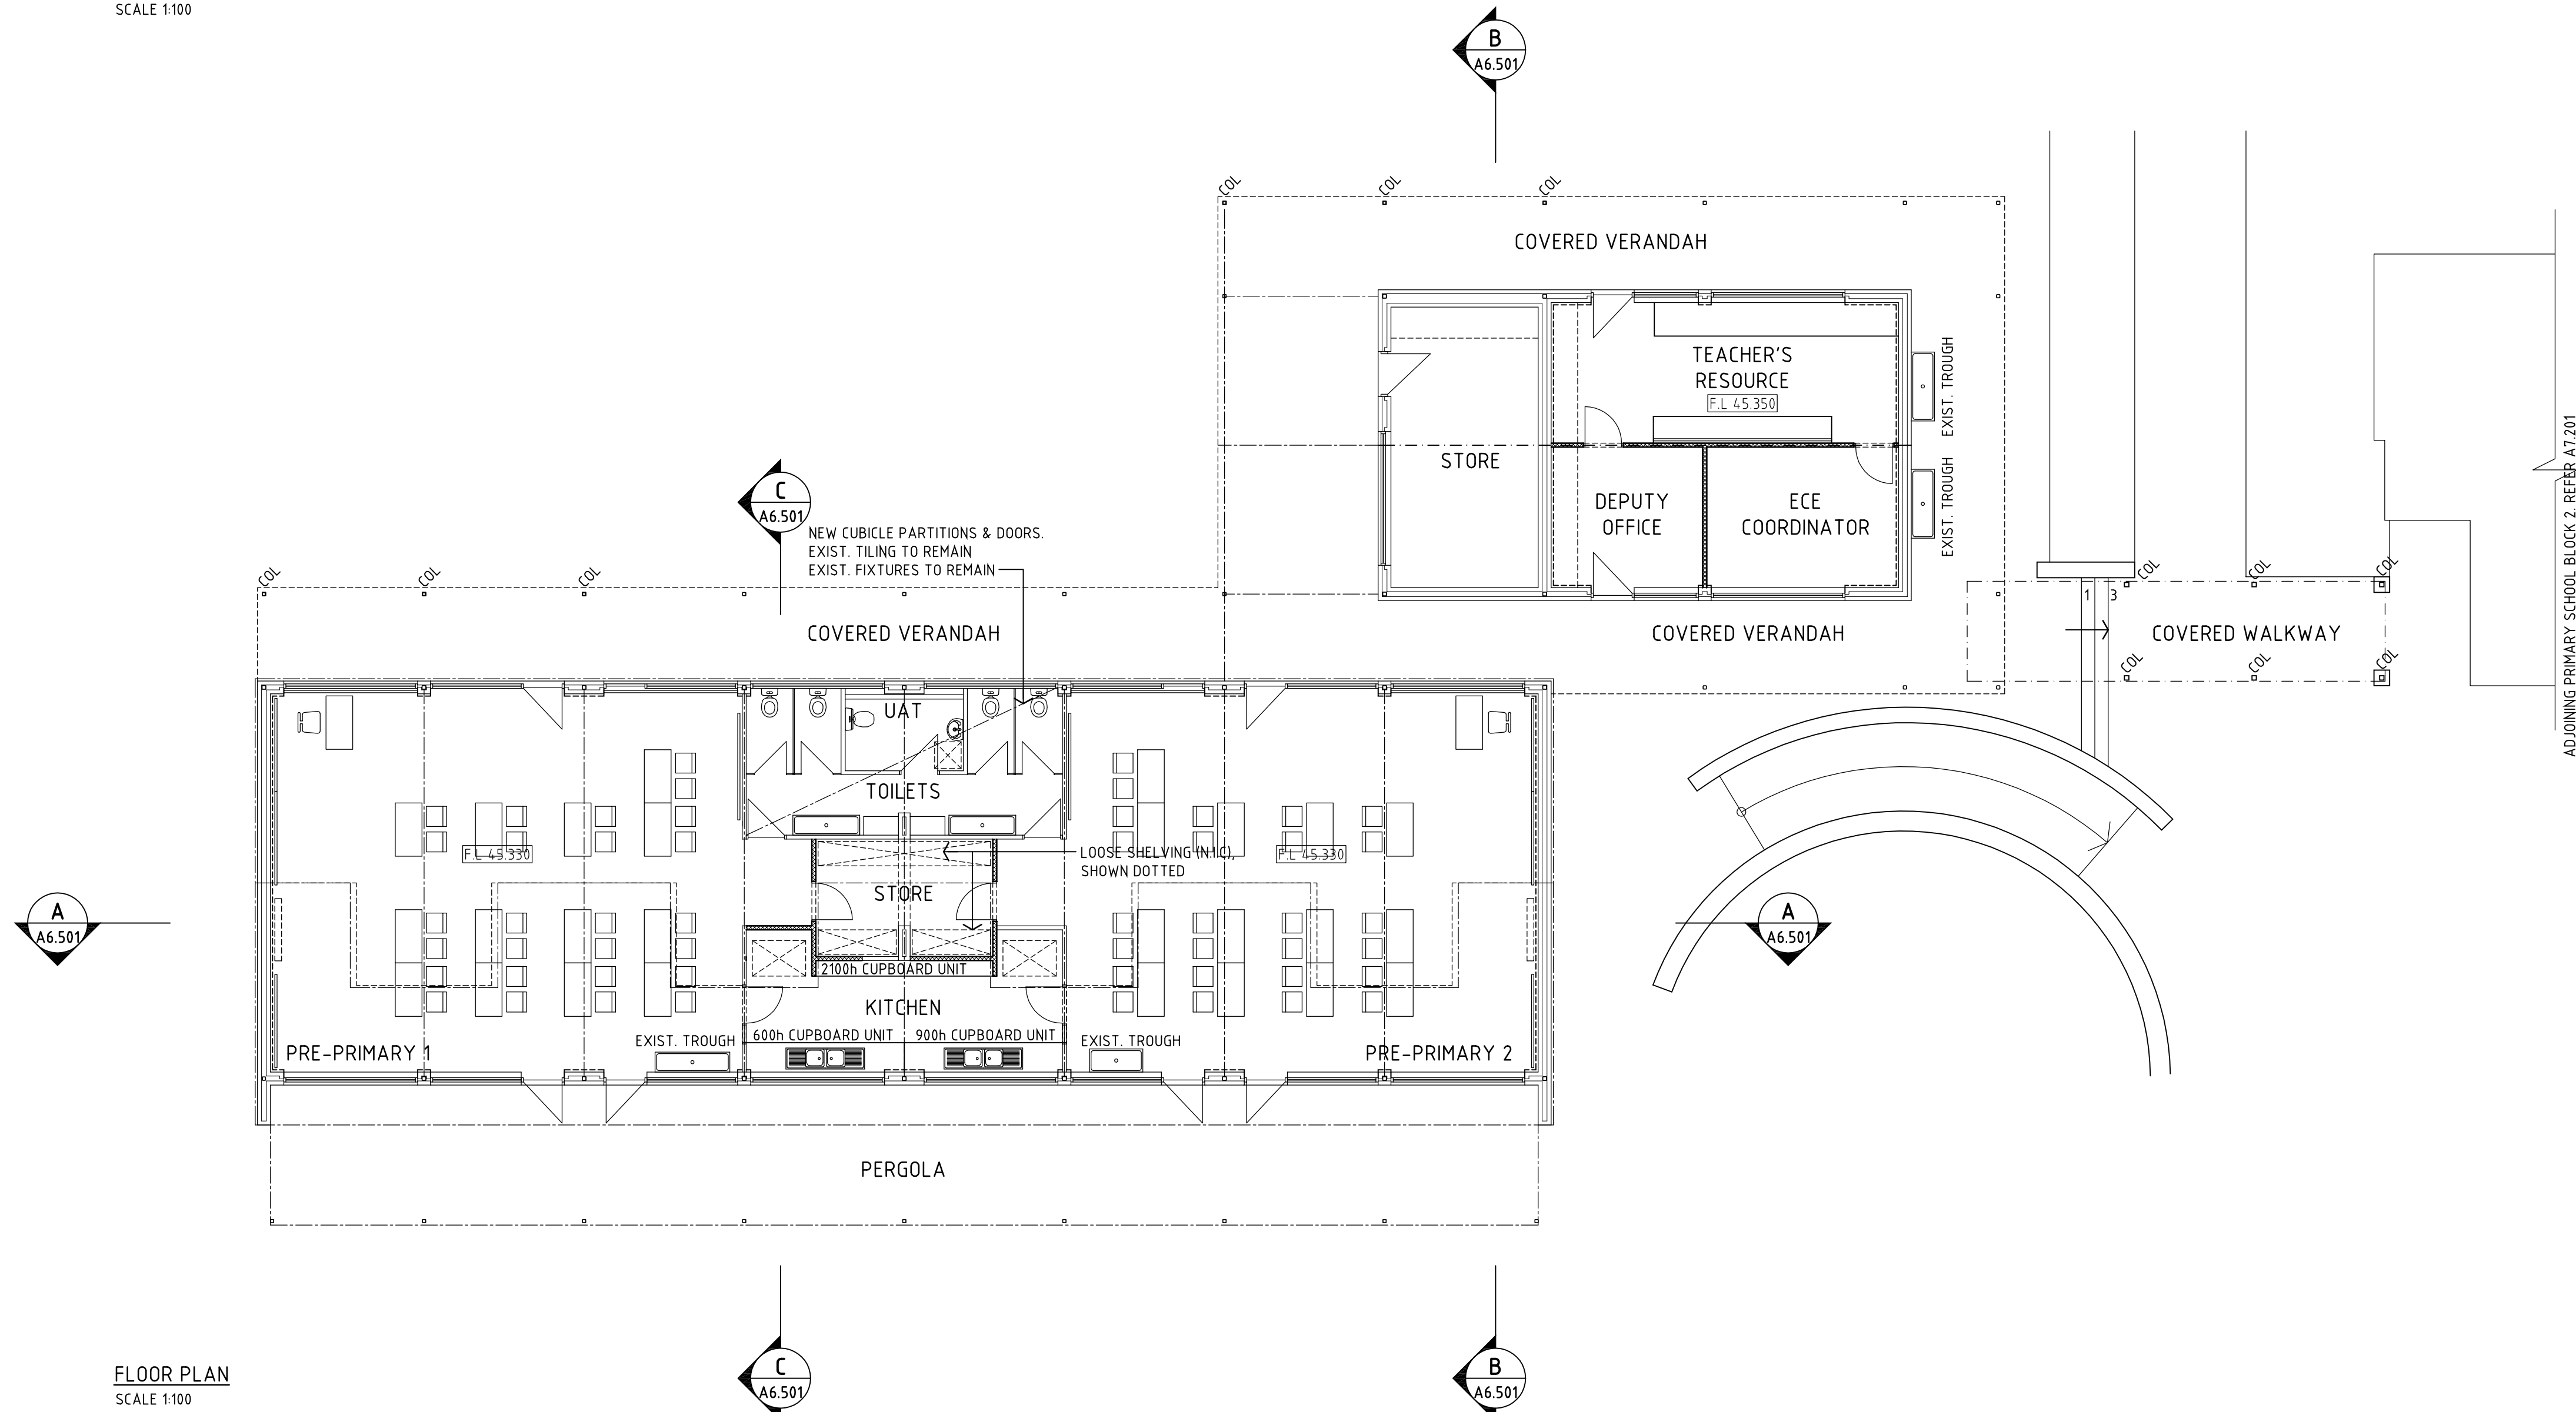 SCALE 1:100
B
A6.501
COL
COL
COL
COVERED VERANDAH
TEACHER'S
RESOURCE
F.L 45.350
EXIST. TROUGH
STORE
DEPUTY
OFFICE
ECE
COORDINATOR
EXIST. TROUGH
ADJOINING PRIMARY SCHOOL BLOCK 2. REFER A7.201
C
A6.501
NEW CUBICLE PARTITIONS & DOORS.
EXIST. TILING TO REMAIN
EXIST. FIXTURES TO REMAIN
COL
COL
COL
COL
COL
COL
1 3
COVERED VERANDAH
COVERED VERANDAH
COVERED WALKWAY
COL
COL
COL
UAT
TOILETS
F.L 45.330
LOOSE SHELVING (N.I.C),
SHOWN DOTTED
F.L 45.330
STORE
A
A6.501
A
A6.501
2100h CUPBOARD UNIT
KITCHEN
EXIST. TROUGH
600h CUPBOARD UNIT
900h CUPBOARD UNIT
EXIST. TROUGH
PRE-PRIMARY 1
PRE-PRIMARY 2
PERGOLA
FLOOR PLAN
SCALE 1:100
C
A6.501
B
A6.501